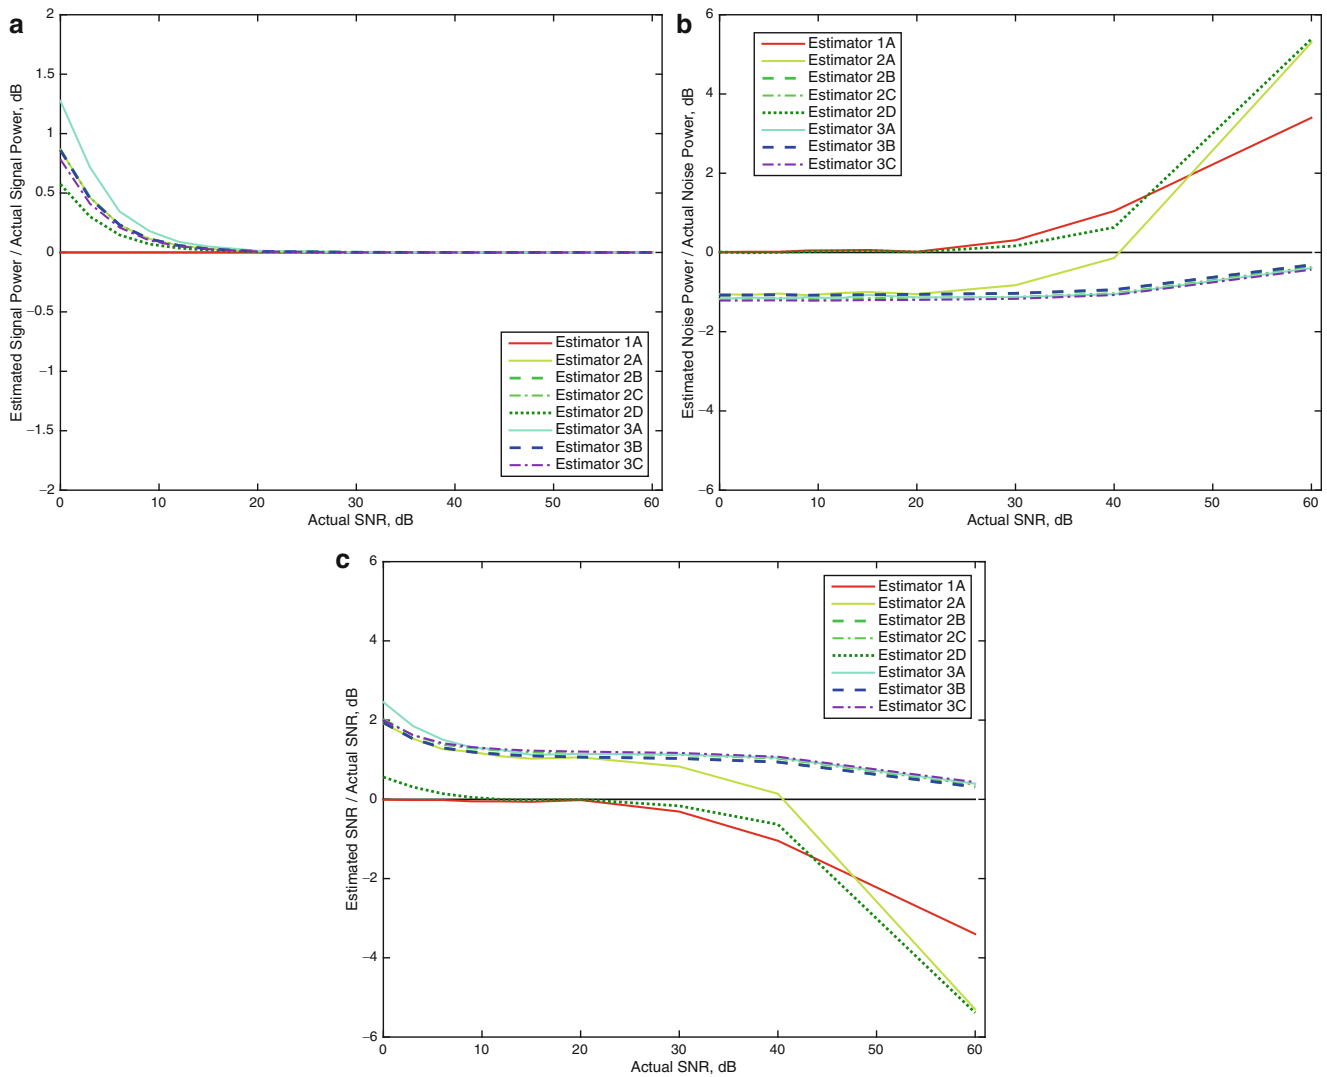 a
2
1.5
1
0.5
0
−0.5
−1
−1.5
−2
Estimated Signal Power / Actual Signal Power, dB
0 10 20 30 40 50 60
Actual SNR, dB
Estimator 1A
Estimator 2A
Estimator 2B
Estimator 2C
Estimator 2D
Estimator 3A
Estimator 3B
Estimator 3C
b
6
4
2
0
−2
−4
−6
Estimated Noise Power / Actual Noise Power, dB
0 10 20 30 40 50 60
Actual SNR, dB
Estimator 1A
Estimator 2A
Estimator 2B
Estimator 2C
Estimator 2D
Estimator 3A
Estimator 3B
Estimator 3C
c
6
4
2
0
−2
−4
−6
Estimated SNR / Actual SNR, dB
0 10 20 30 40 50 60
Actual SNR, dB
Estimator 1A
Estimator 2A
Estimator 2B
Estimator 2C
Estimator 2D
Estimator 3A
Estimator 3B
Estimator 3C